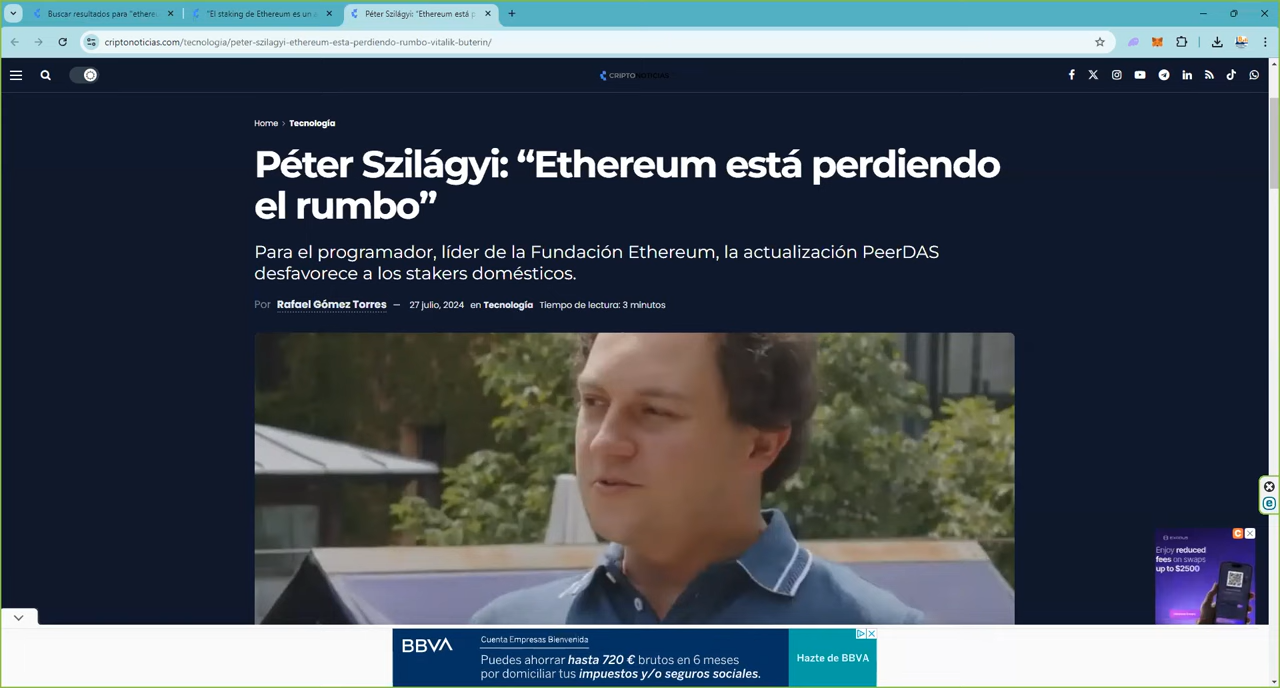 Buscar resultados para "ethere
"El staking de Ethereum es un
Péter Szilágyi: "Ethereum está p
criptonoticias.com/tecnologia/peter-szilagyi-ethereum-esta-perdiendo-rumbo-vitalik-buterin/
CRIPTONOTICIAS
Home > Tecnología
Péter Szilágyi: “Ethereum está perdiendo
el rumbo”
Para el programador, líder de la Fundación Ethereum, la actualización PeerDAS
desfavorece a los stakers domésticos.
Por Rafael Gómez Torres — 27 julio, 2024 en Tecnología Tiempo de lectura: 3 minutos
Enjoy reduced
fees on swaps
up to $2500
BBVA
Cuenta Empresas Bienvenida
Puedes ahorrar hasta 720 € brutos en 6 meses
por domiciliar tus impuestos y/o seguros sociales.
Hazte de BBVA